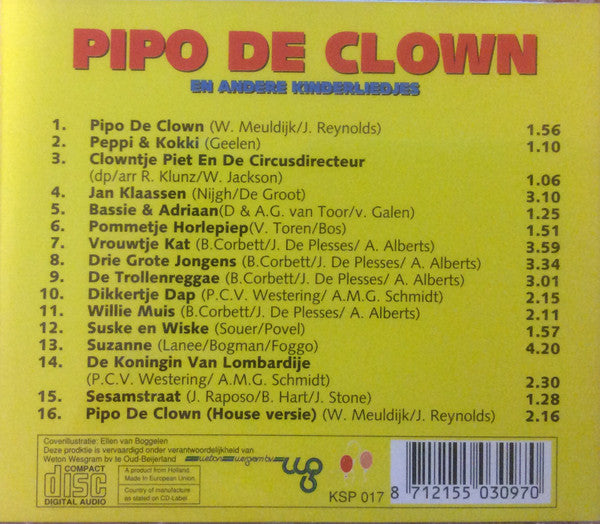 PIPO DE CLOWN
EN ANDERE KINDERLIEDJES
1. Pipo De Clown (W. Meuldijk/J. Reynolds) 1.56
2. Peppi & Kokki (Geelen) 1.10
3. Clowntje Piet En De Circusdirecteur
(dp/arr R. Klunz/W. Jackson) 1.06
4. Jan Klaassen (Nijgh/De Groot) 3.10
5. Bassie & Adriaan(D & A.G. van Toor/v. Galen) 1.25
6. Pommetje Horlepiep(V. Toren/Bos) 1.51
7. Vrouwtje Kat (B.Corbett/J. De Plesses/ A. Alberts) 3.59
8. Drie Grote Jongens (B.Corbett/J. De Plesses/ A. Alberts) 3.34
9. De Trollenreggae (B.Corbett/J. De Plesses/ A. Alberts) 3.01
10. Dikkertje Dap (P.C.V. Westering/ A.M.G. Schmidt) 2.15
11. Willie Muis (B.Corbett/J. De Plesses/ A. Alberts) 2.11
12. Suske en Wiske (Souer/Povel) 1.57
13. Suzanne (Lanee/Bogman/Foggo) 4.20
14. De Koningin Van Lombardije
(P.C.V. Westering/ A.M.G. Schmidt) 2.30
15. Sesamstraat (J. Raposo/B. Hart/J. Stone) 1.28
16. Pipo De Clown (House versie) (W. Meuldijk/J. Reynolds) 2.16
Coverillustratie: Ellen van Boggelen
Deze prodktie is vervaardigd onder verantwoordelijkheid van
Weton Wesgram bv te Oud-Beijerland
weton wesgram bv
wg
COMPACT
disc
DIGITAL AUDIO
A product from Holland.
Made In European Union.
Country of manufacture
as stated on CD-Label
KSP 017
8 712155 030970